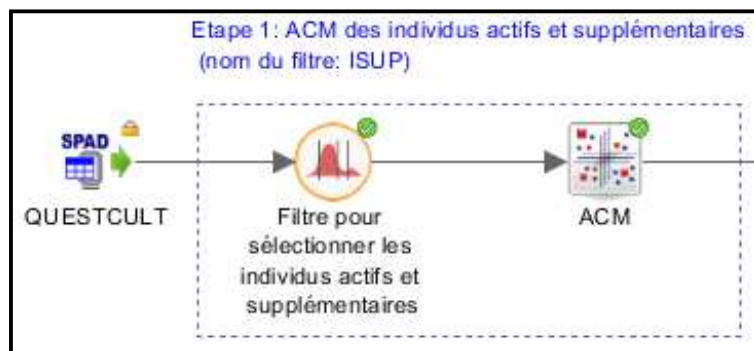 Etape 1: ACM des individus actifs et supplémentaires
(nom du filtre: ISUP)
SPAD
QUESTCULT
Filtre pour
sélectionner les
individus actifs et
supplémentaires
ACM